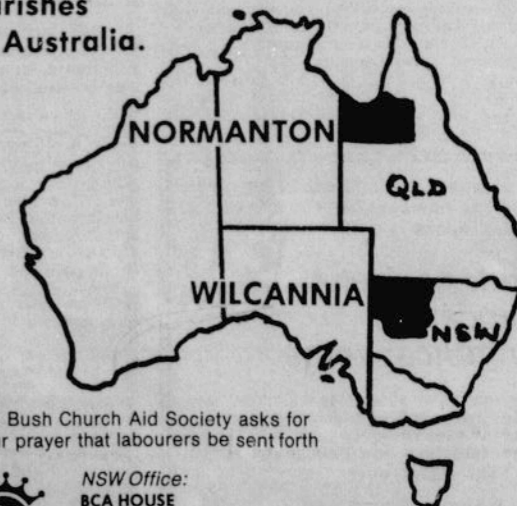 Australia.
NORMANTON
QLD
WILCANNIA
NSW
Bush Church Aid Society asks for
prayer that labourers be sent forth
NSW Office:
BCA HOUSE